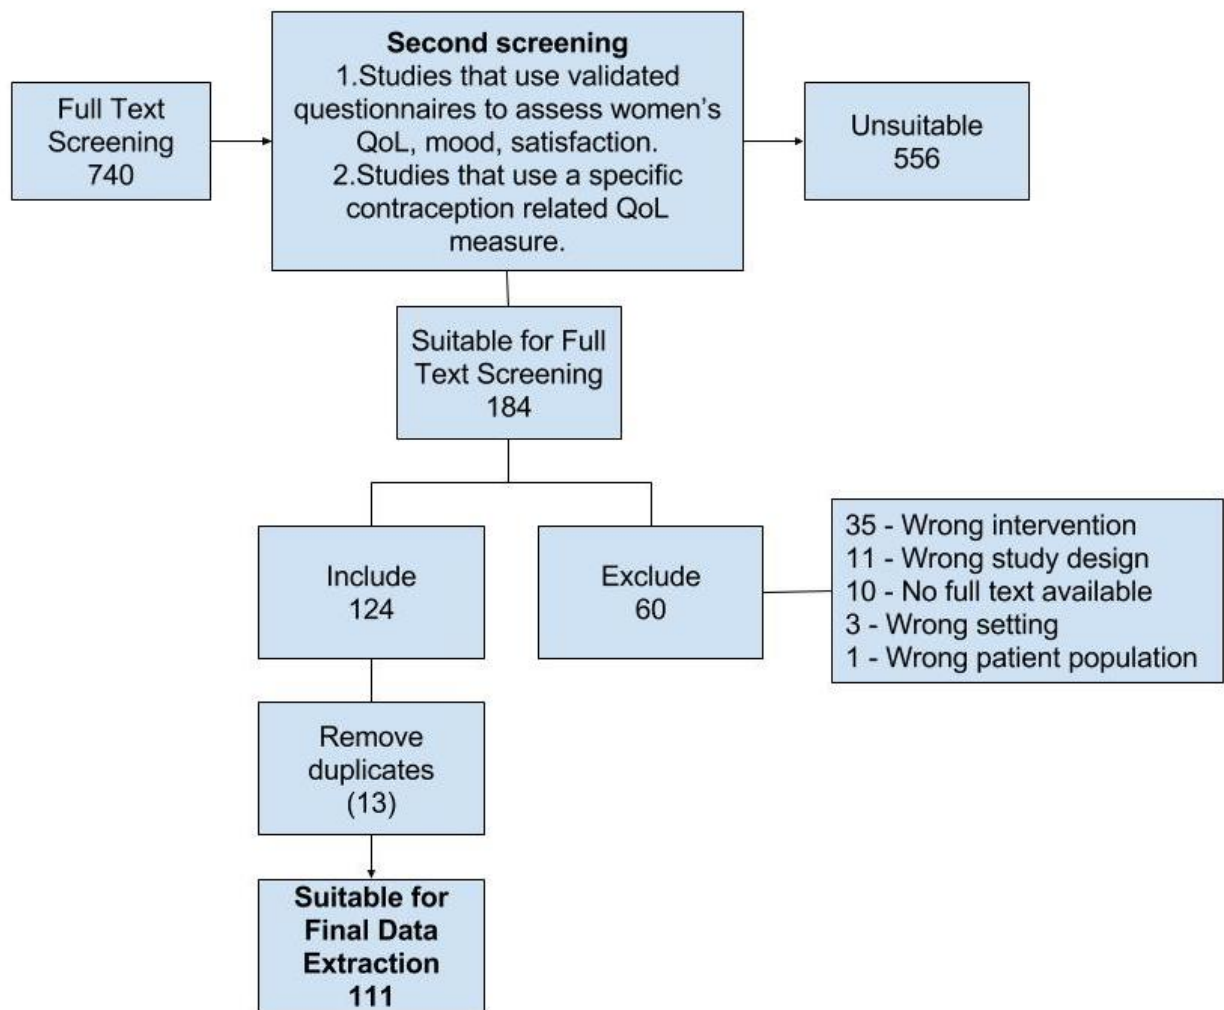 Full Text
Screening
740
Second screening
1.Studies that use validated
questionnaires to assess women's
QoL, mood, satisfaction.
2.Studies that use a specific
contraception related QoL
measure.
Unsuitable
556
Suitable for Full
Text Screening
184
Include
124
Exclude
60
35 - Wrong intervention
11 - Wrong study design
10 - No full text available
3 - Wrong setting
1 - Wrong patient population
Remove
duplicates
(13)
Suitable for
Final Data
Extraction
111